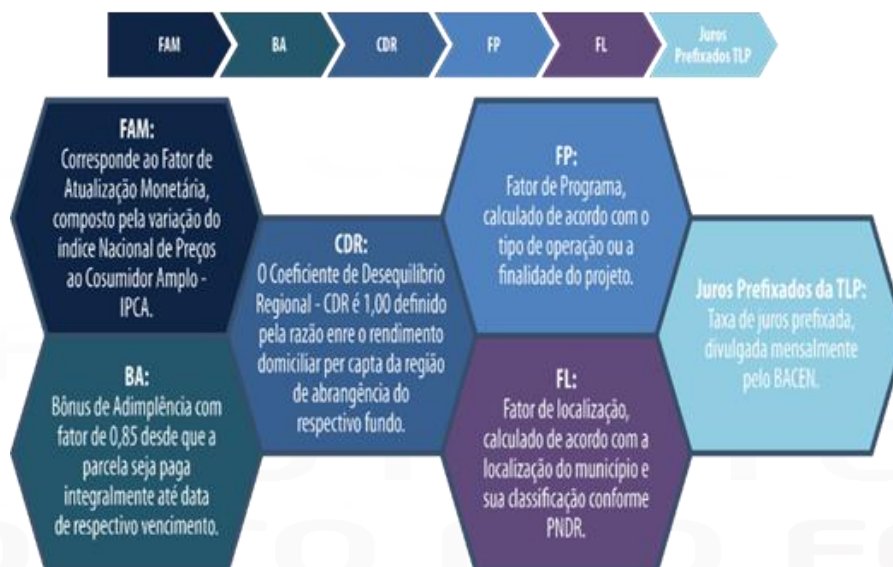 FAM
BA
CDR
FP
FL
Juros
Prefixados TLP
FAM:
Corresponde ao Fator de
Atualização Monetária,
composto pela variação do
índice Nacional de Preços
ao Cosumidor Amplo -
IPCA.
BA:
Bônus de Adimplência com
fator de 0,85 desde que a
parcela seja paga
integralmente até data
de respectivo vencimento.
CDR:
O Coeficiente de Desequilíbrio
Regional - CDR é 1,00 definido
pela razão enre o rendimento
domiciliar per capta da região
de abrangência do
respectivo fundo.
FP:
Fator de Programa,
calculado de acordo com o
tipo de operação ou a
finalidade do projeto.
FL:
Fator de localização,
calculado de acordo com a
localização do município e
sua classificação conforme
PNDR.
Juros Prefixados da TLP:
Taxa de juros prefixada,
divulgada mensalmente
pelo BACEN.